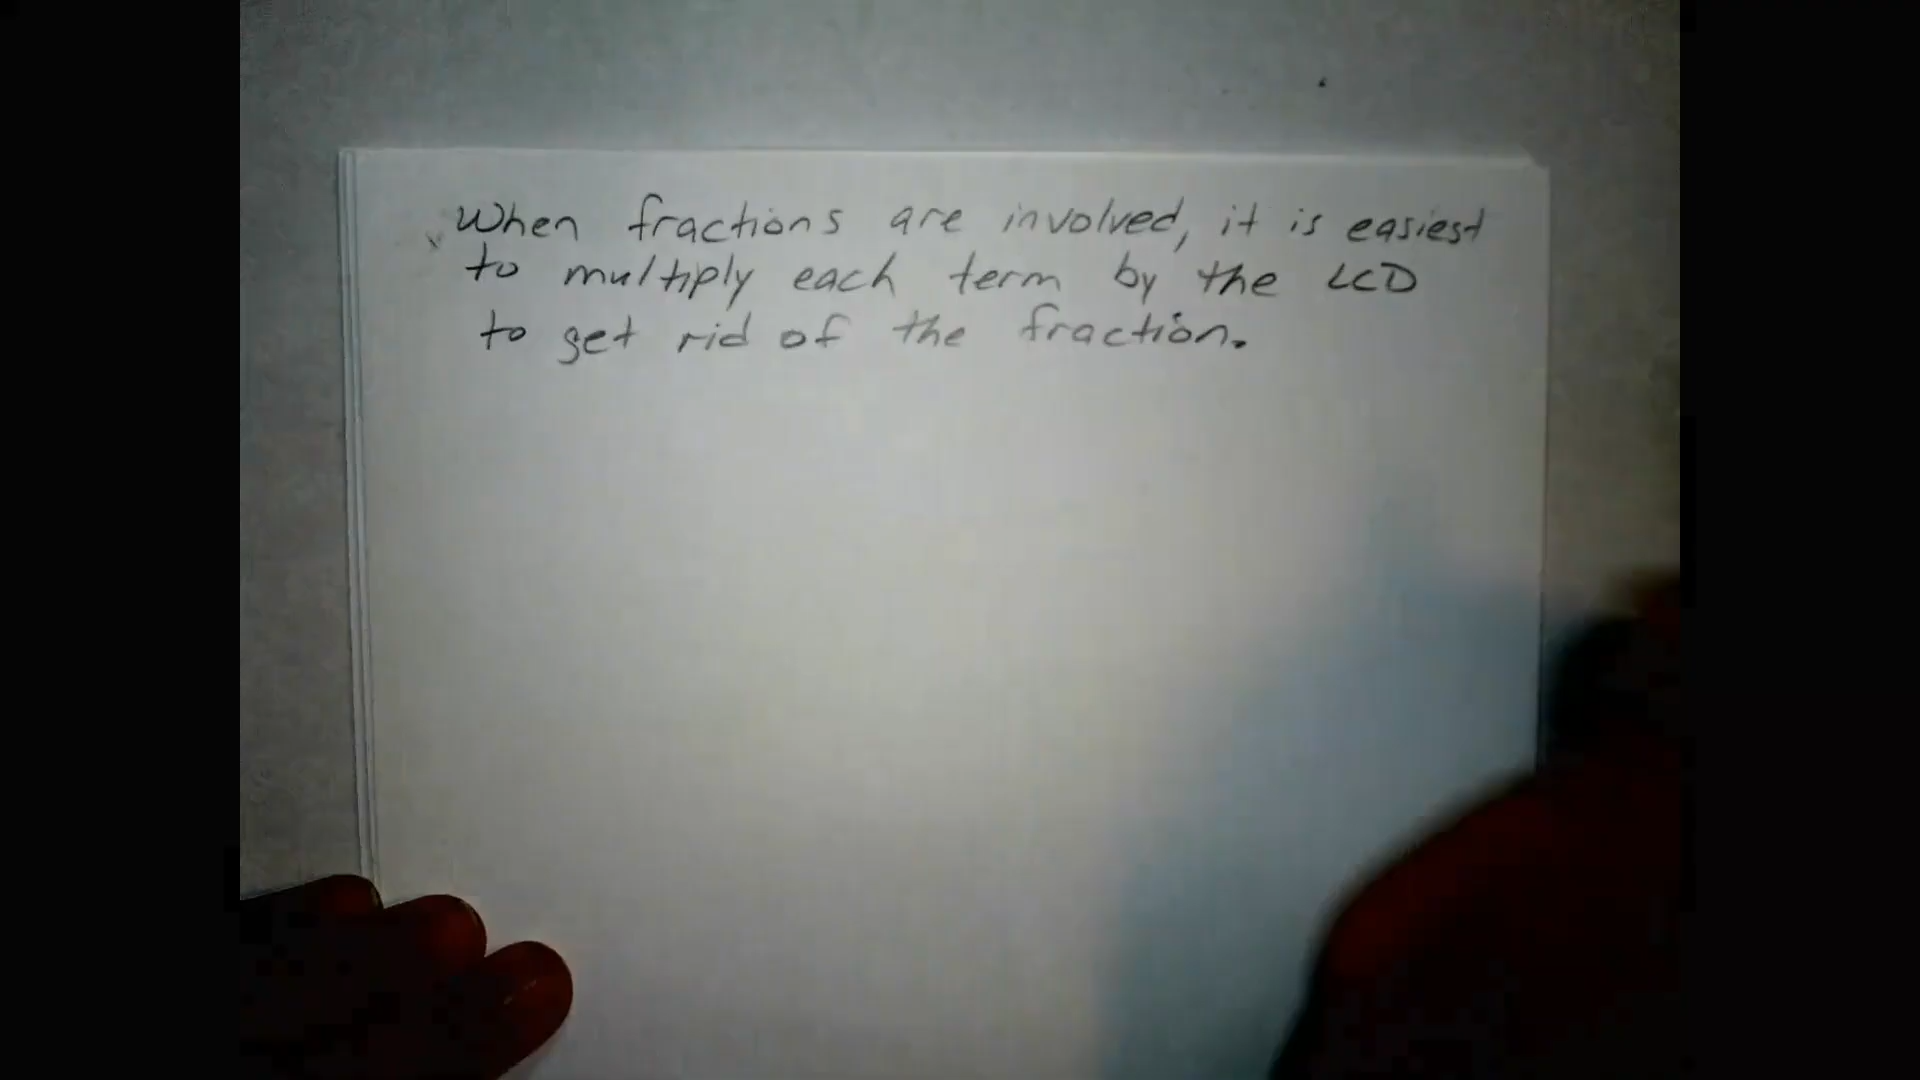 When fractions are involved, it is easiest
to multiply each term by the LCD
to get rid of the fraction.